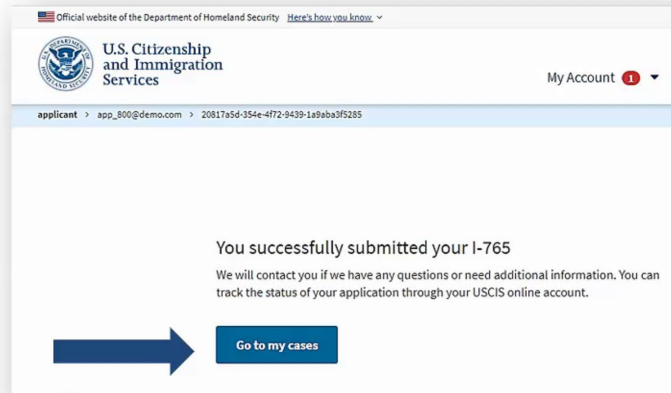 Official website of the Department of Homeland Security Here's how you know
U.S. Citizenship
and Immigration
Services
My Account 1
applicant > app_800@demo.com > 20817a5d-354e-4f72-9439-1a9aba3f5285
You successfully submitted your I-765
We will contact you if we have any questions or need additional information. You can
track the status of your application through your USCIS online account.
Go to my cases